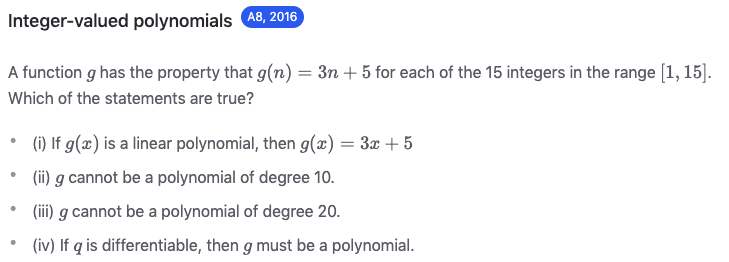 Integer-valued polynomials A8, 2016
A function g has the property that g(n) = 3n + 5 for each of the 15 integers in the range [1, 15].
Which of the statements are true?
• (i) If g(x) is a linear polynomial, then g(x) = 3x + 5
• (ii) g cannot be a polynomial of degree 10.
• (iii) g cannot be a polynomial of degree 20.
• (iv) If q is differentiable, then g must be a polynomial.